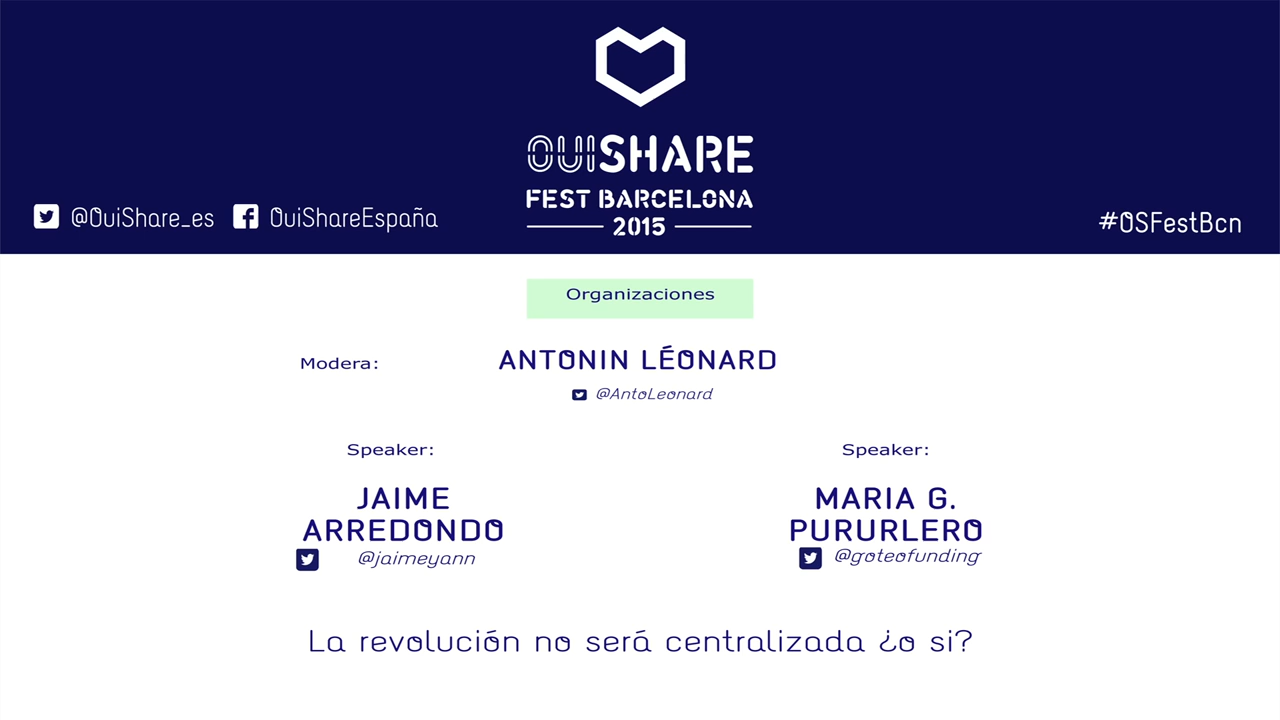 OUISHARE
FEST BARCELONA
2015
@OuiShare_es OuiShareEspaña
#OSFestBcn
Organizaciones
Modera:
ANTONIN LÉONARD
@AntoLeonard
Speaker:
JAIME
ARREDONDO
@jaimeyann
Speaker:
MARIA G.
PURURLERO
@goteofunding
La revolución no será centralizada ¿o si?